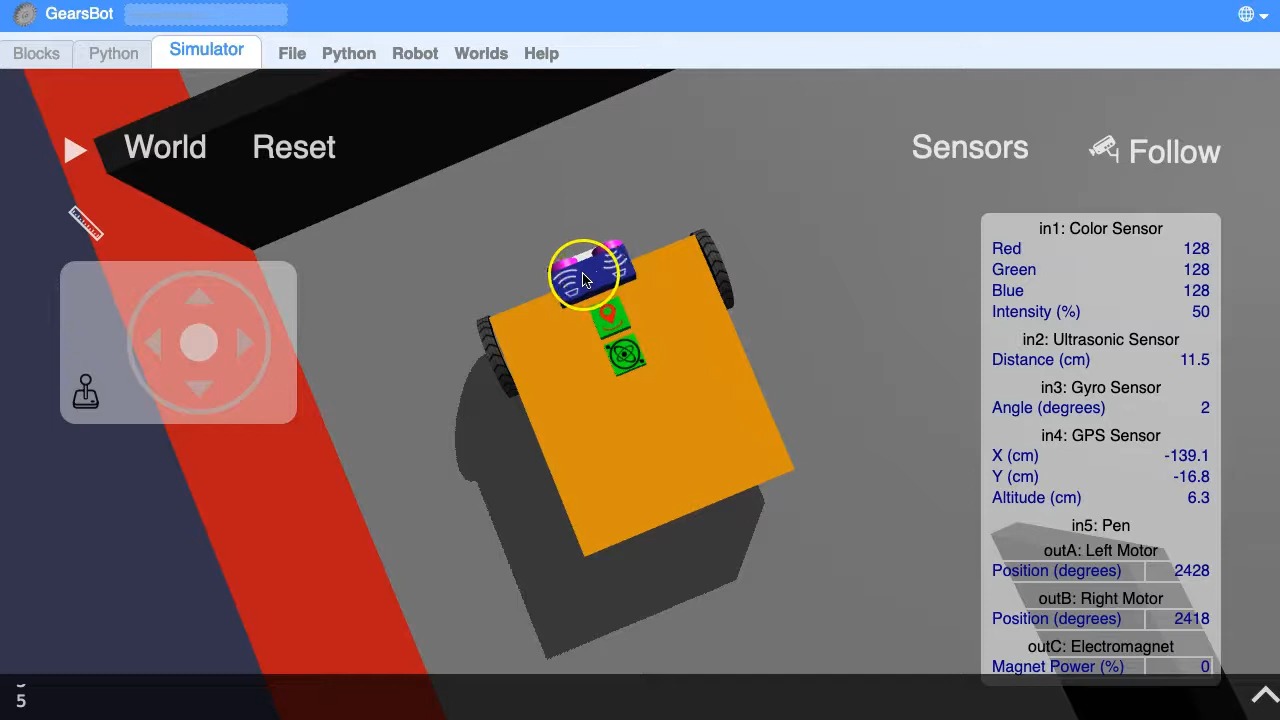 GearsBot
Blocks
Python
Simulator
File
Python
Robot
Worlds
Help
World
Reset
Sensors
Follow
in1: Color Sensor
Red 128
Green 128
Blue 128
Intensity (%) 50
in2: Ultrasonic Sensor
Distance (cm) 11.5
in3: Gyro Sensor
Angle (degrees) 2
in4: GPS Sensor
X (cm) -139.1
Y (cm) -16.8
Altitude (cm) 6.3
in5: Pen
outA: Left Motor
Position (degrees) 2428
outB: Right Motor
Position (degrees) 2418
outC: Electromagnet
Magnet Power (%) 0
5